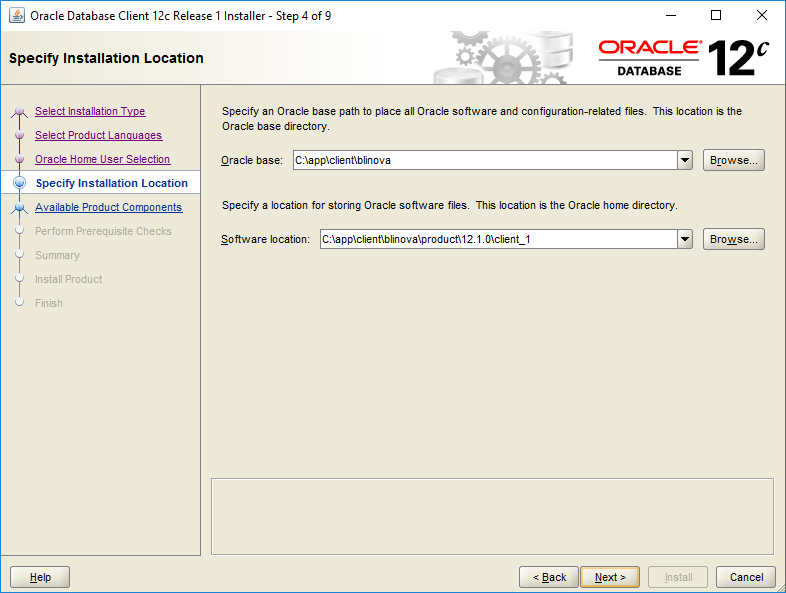 Oracle Database Client 12c Release 1 Installer - Step 4 of 9
Specify Installation Location
ORACLE®
DATABASE
12c
Select Installation Type
Select Product Languages
Oracle Home User Selection
Specify Installation Location
Available Product Components
Perform Prerequisite Checks
Summary
Install Product
Finish
Specify an Oracle base path to place all Oracle software and configuration-related files. This location is the
Oracle base directory.
Oracle base: C:\app\client\blinova Browse...
Specify a location for storing Oracle software files. This location is the Oracle home directory.
Software location: C:\app\client\blinova\product\12.1.0\client_1 Browse...
Help < Back Next > Install Cancel